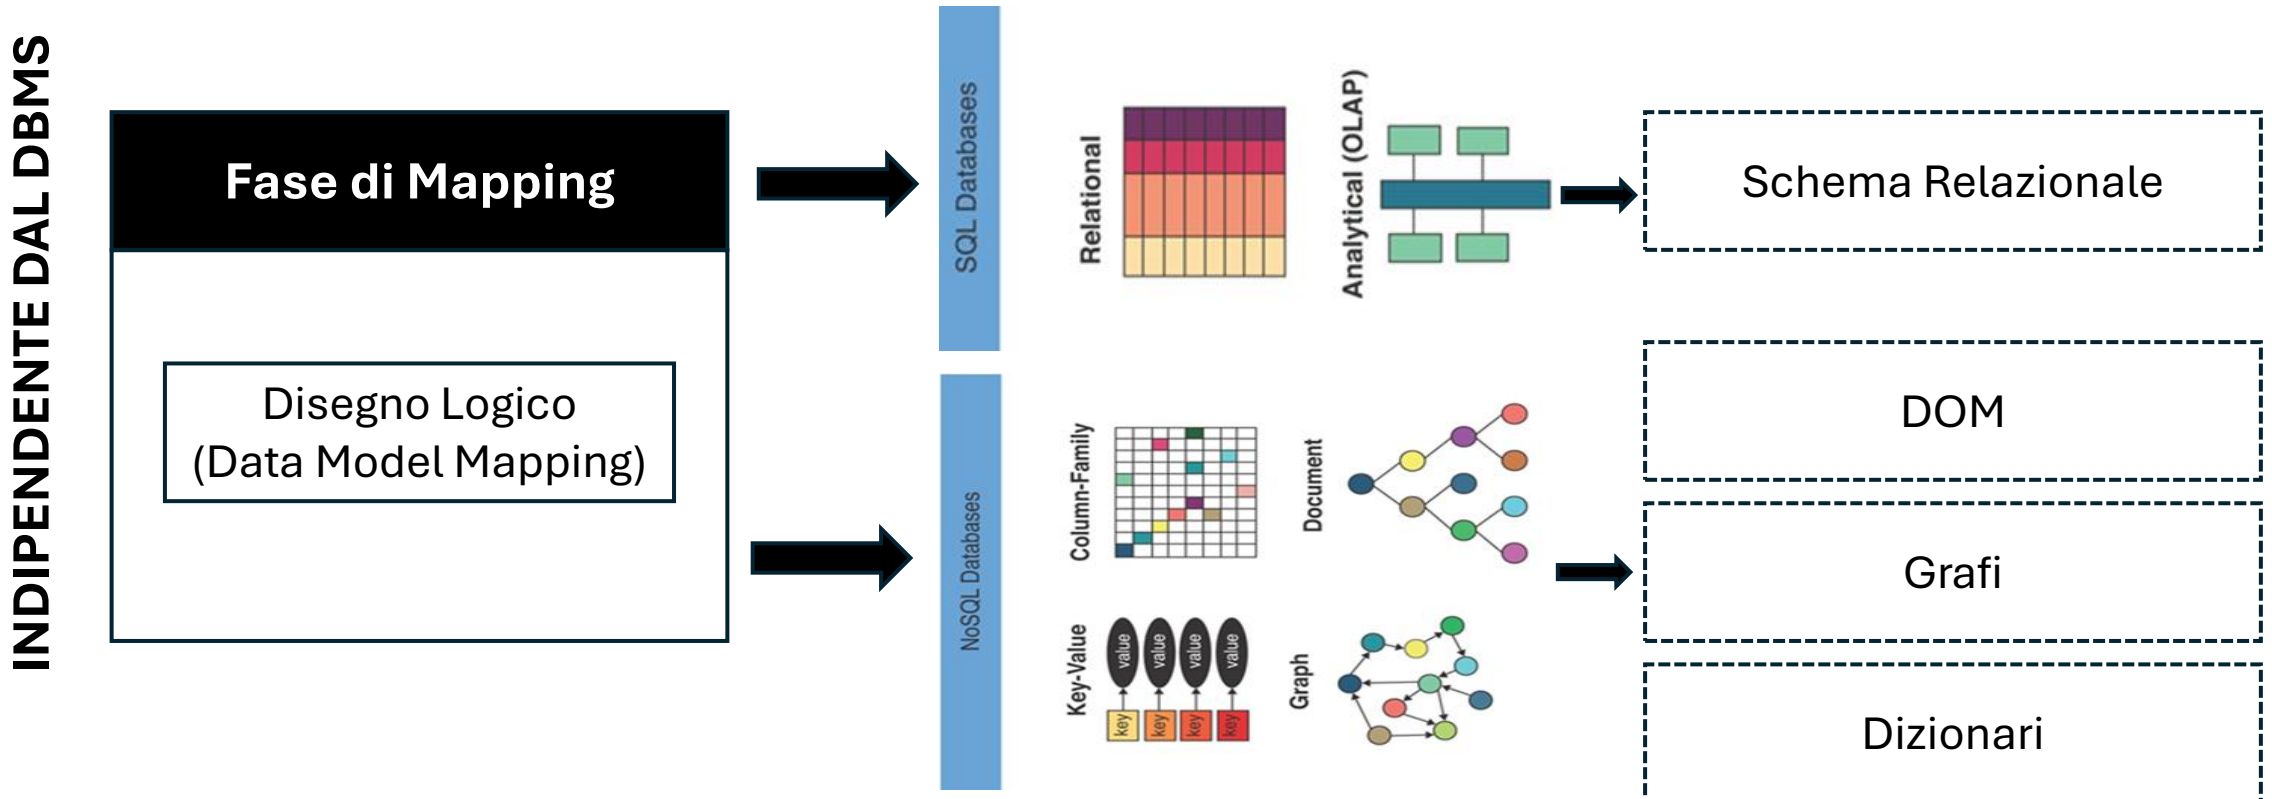 INDIPENDENTE DAL DBMS
Fase di Mapping
Disegno Logico
(Data Model Mapping)
SQL Databases
Relational
Analytical (OLAP)
Schema Relazionale
NoSQL Databases
Column-Family
Document
Key-Value
value
value
value
value
key
key
key
key
Graph
DOM
Grafi
Dizionari